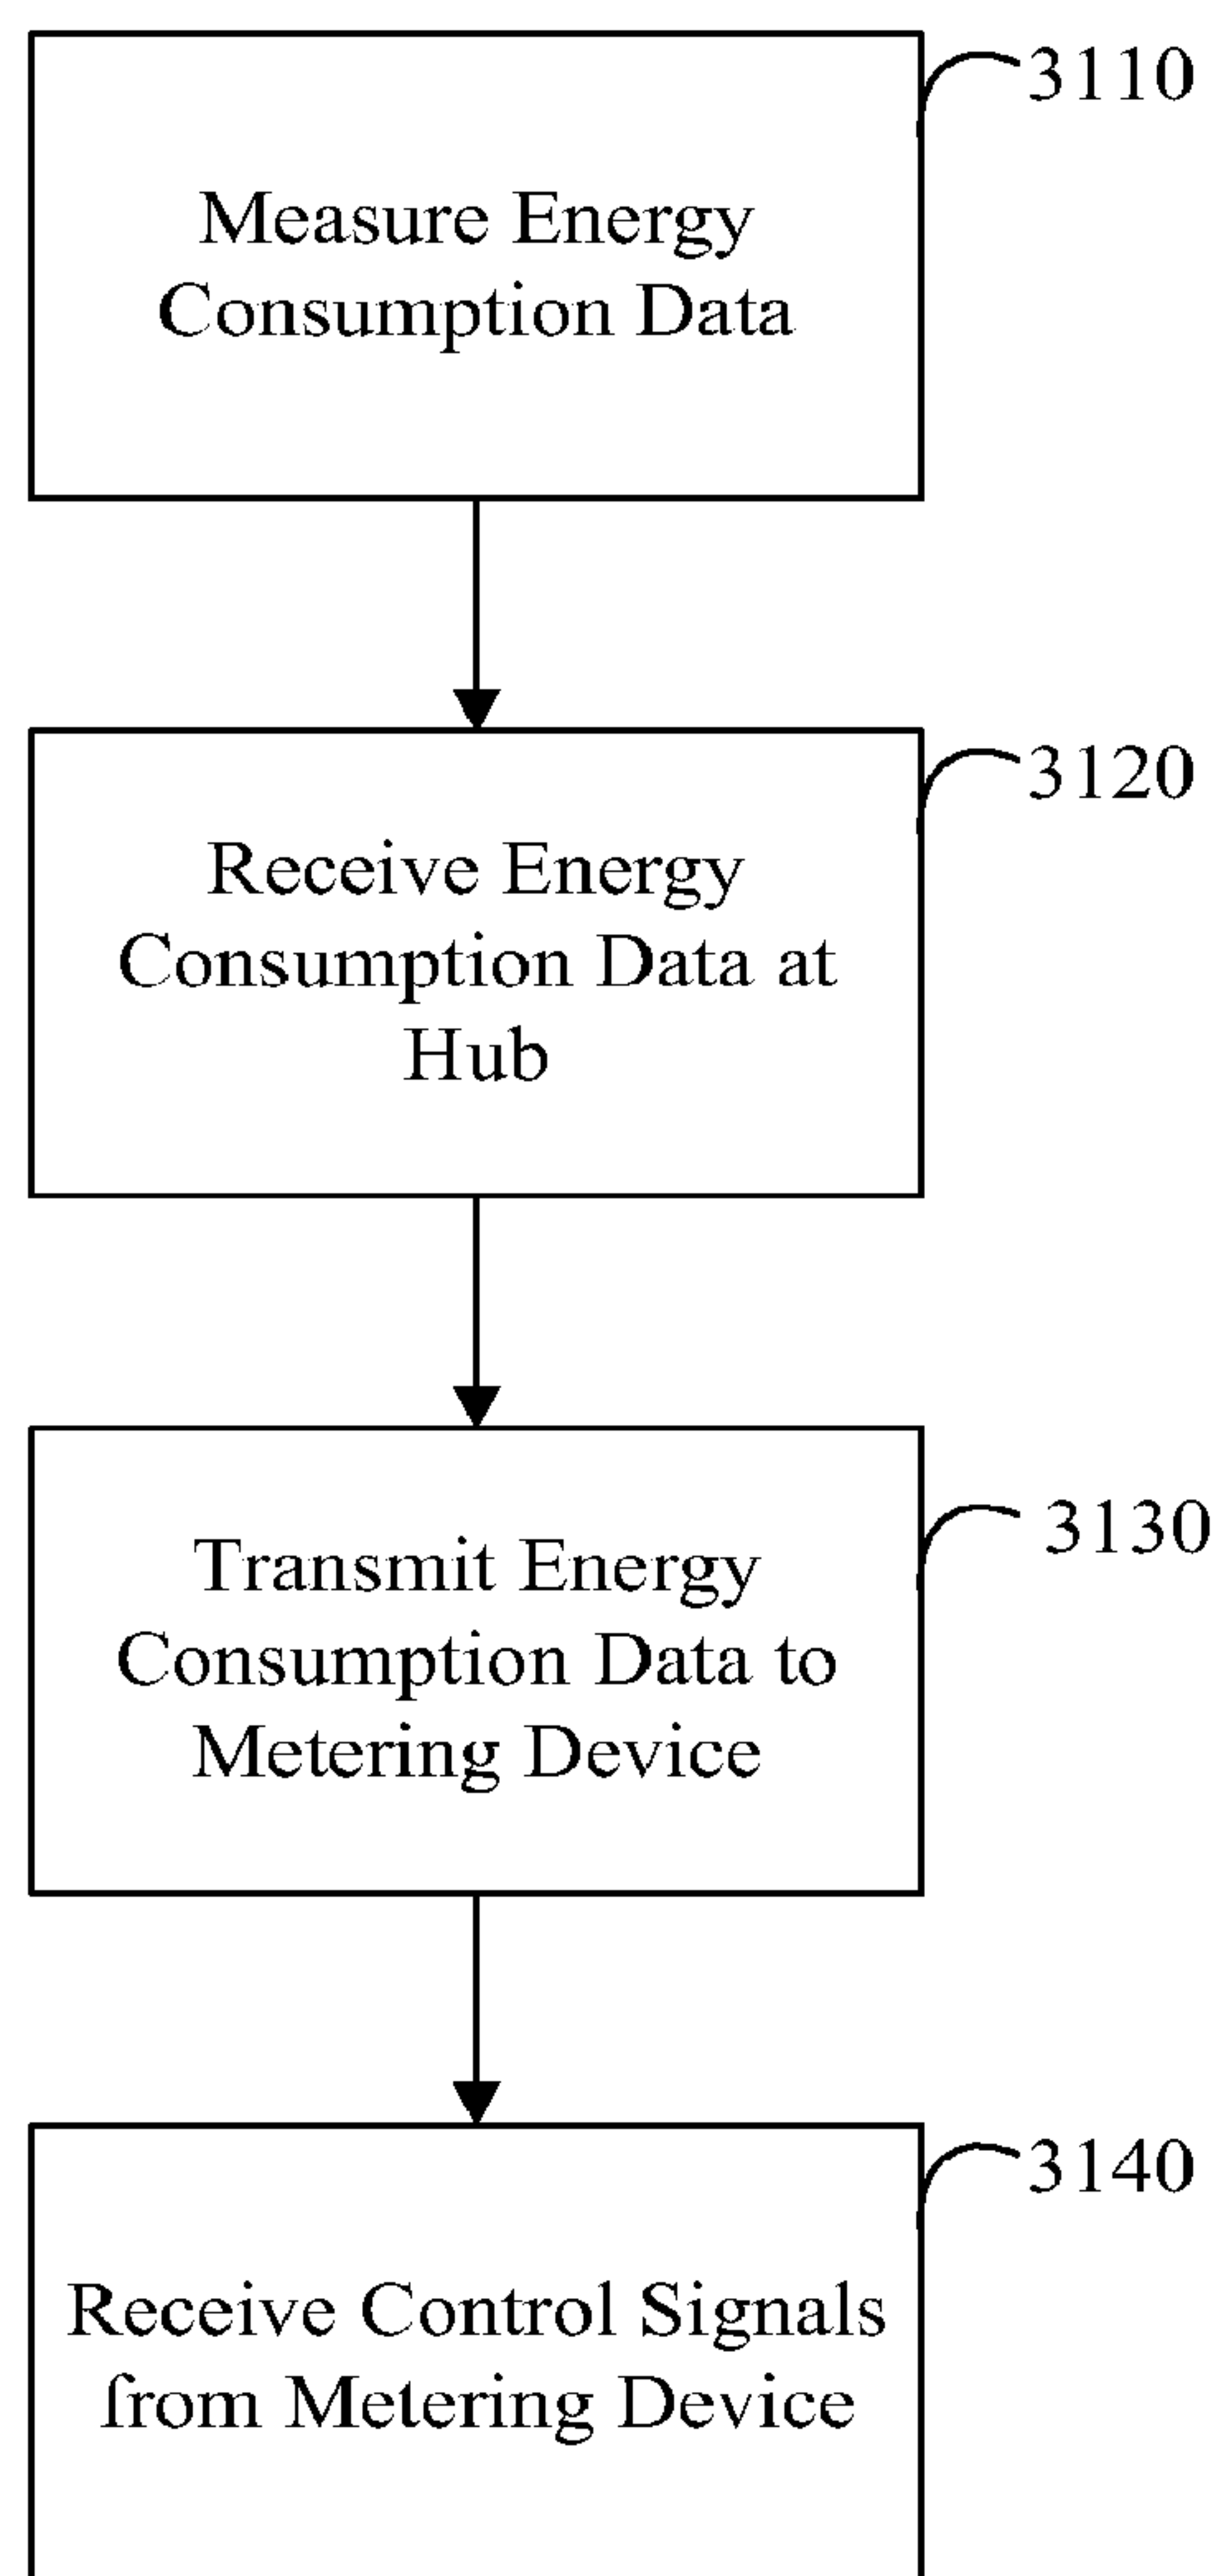 3110
Measure Energy
Consumption Data
3120
Receive Energy
Consumption Data at
Hub
3130
Transmit Energy
Consumption Data to
Metering Device
3140
Receive Control Signals
from Metering Device